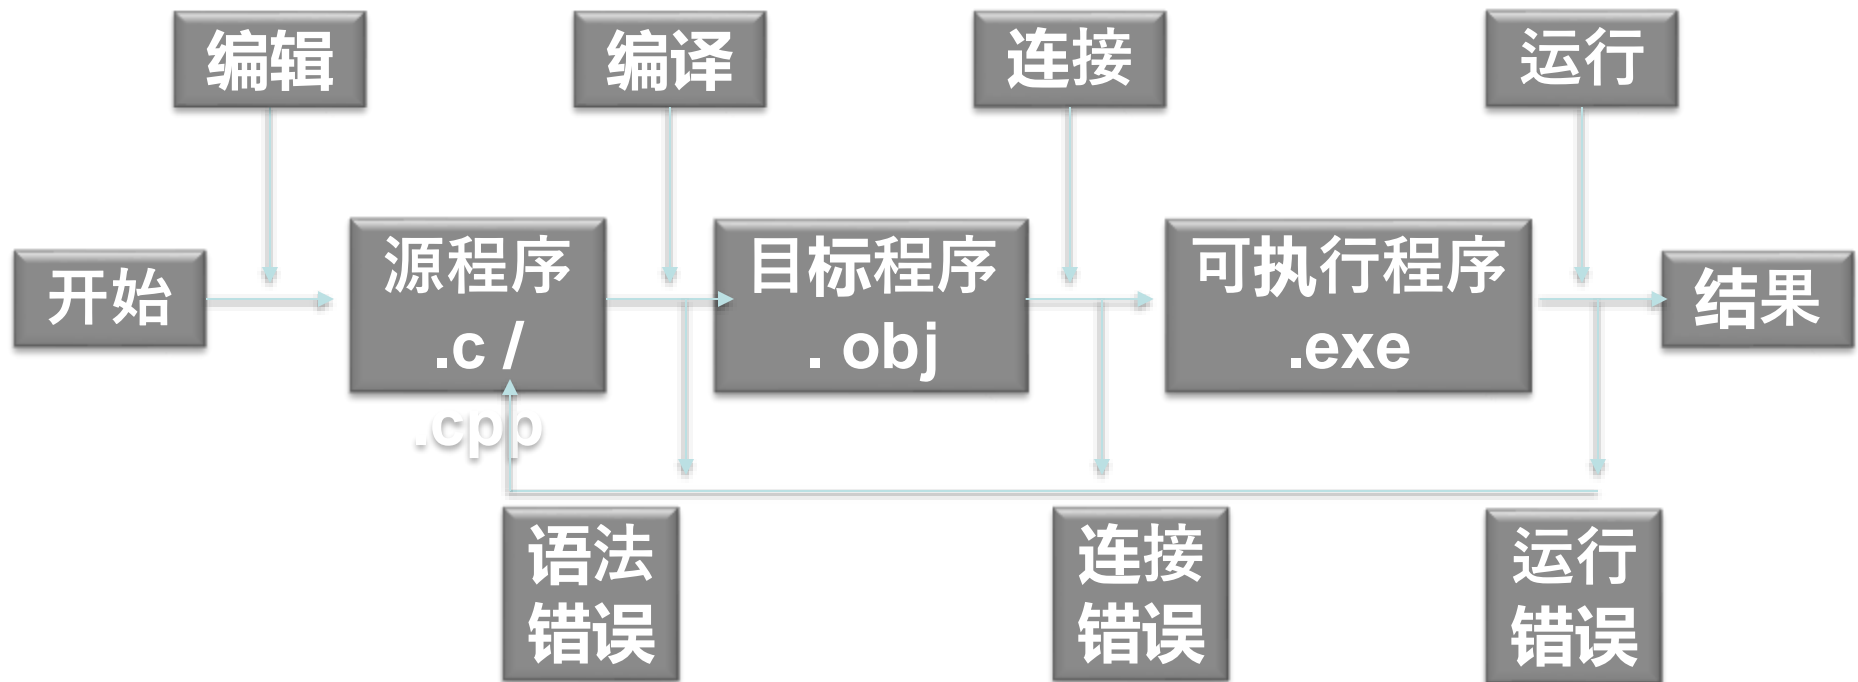 编辑
编译
连接
运行
开始
源程序
.c /
.cpp
目标程序
. obj
可执行程序
.exe
结果
语法
错误
连接
错误
运行
错误